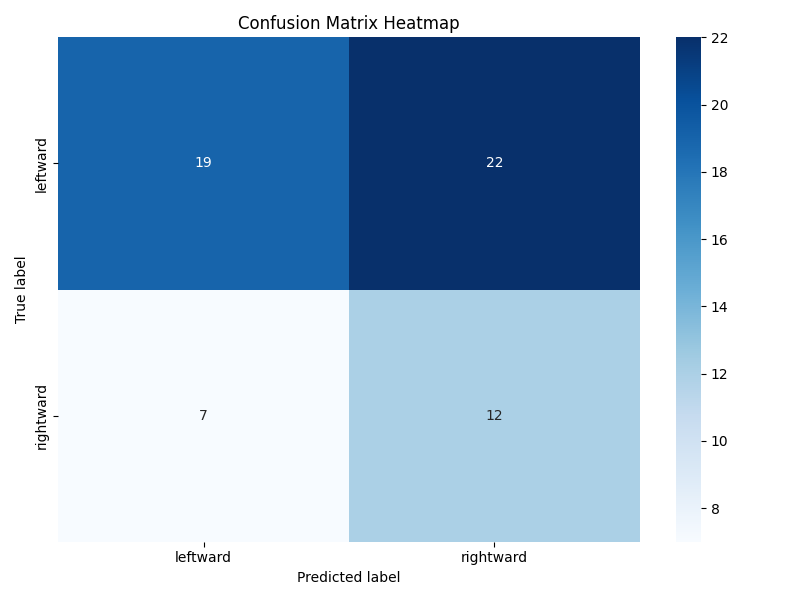 Confusion Matrix Heatmap
True label
leftward
rightward
19
22
7
12
leftward
rightward
Predicted label
22
20
18
16
14
12
10
8